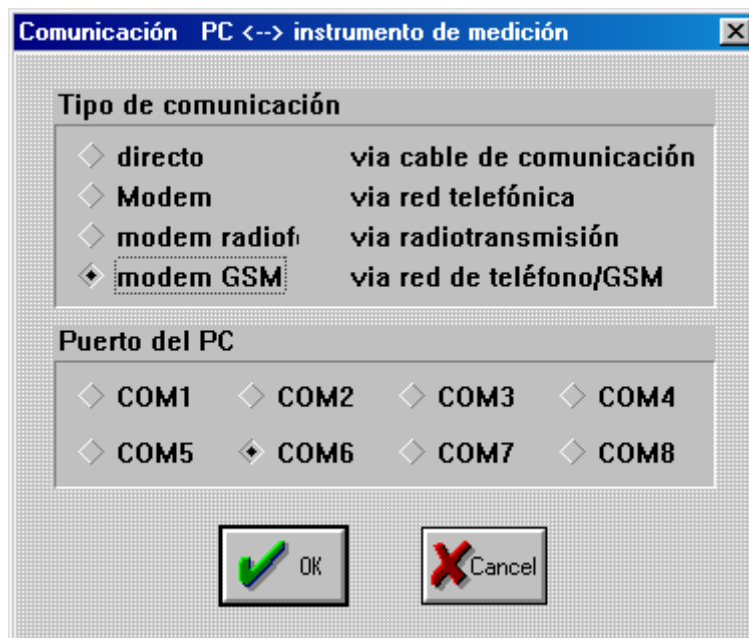 Comunicación PC <--> instrumento de medición
Tipo de comunicación
directo via cable de comunicación
Modem via red telefónica
modem via radiotransmisión
modem GSM via red de teléfono/GSM
Puerto del PC
COM1 COM2 COM3 COM4
COM5 COM6 COM7 COM8
OK Cancel